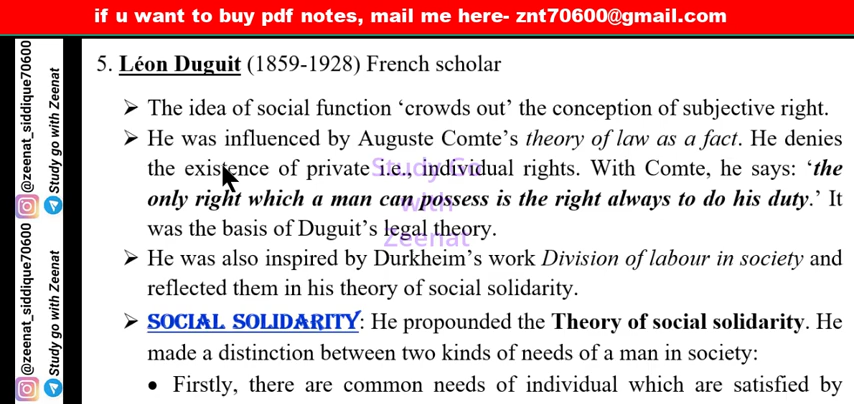 if u want to buy pdf notes, mail me here- znt70600@gmail.com
5. Léon Duguit (1859-1928) French scholar
➢ The idea of social function ‘crowds out’ the conception of subjective right.
➢ He was influenced by Auguste Comte’s theory of law as a fact. He denies
the existence of private i.e., individual rights. With Comte, he says: ‘the
only right which a man can possess is the right always to do his duty.’ It
was the basis of Duguit’s legal theory.
➢ He was also inspired by Durkheim’s work Division of labour in society and
reflected them in his theory of social solidarity.
➢ SOCIAL SOLIDARITY: He propounded the Theory of social solidarity. He
made a distinction between two kinds of needs of a man in society:
• Firstly, there are common needs of individual which are satisfied by
Study Go
with
Zeenat
@zeenat_siddique70600
Study go with Zeenat
@zeenat_siddique70600
Study go with Zeenat